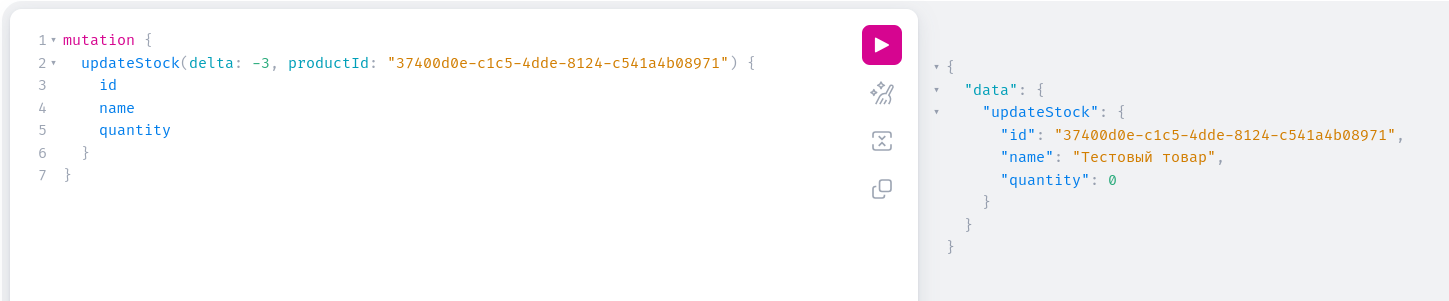 1 mutation {
2 updateStock(delta: -3, productId: "37400d0e-c1c5-4dde-8124-c541a4b08971") {
3 id
4 name
5 quantity
6 }
7 }
{
"data": {
"updateStock": {
"id": "37400d0e-c1c5-4dde-8124-c541a4b08971",
"name": "Тестовый товар",
"quantity": 0
}
}
}